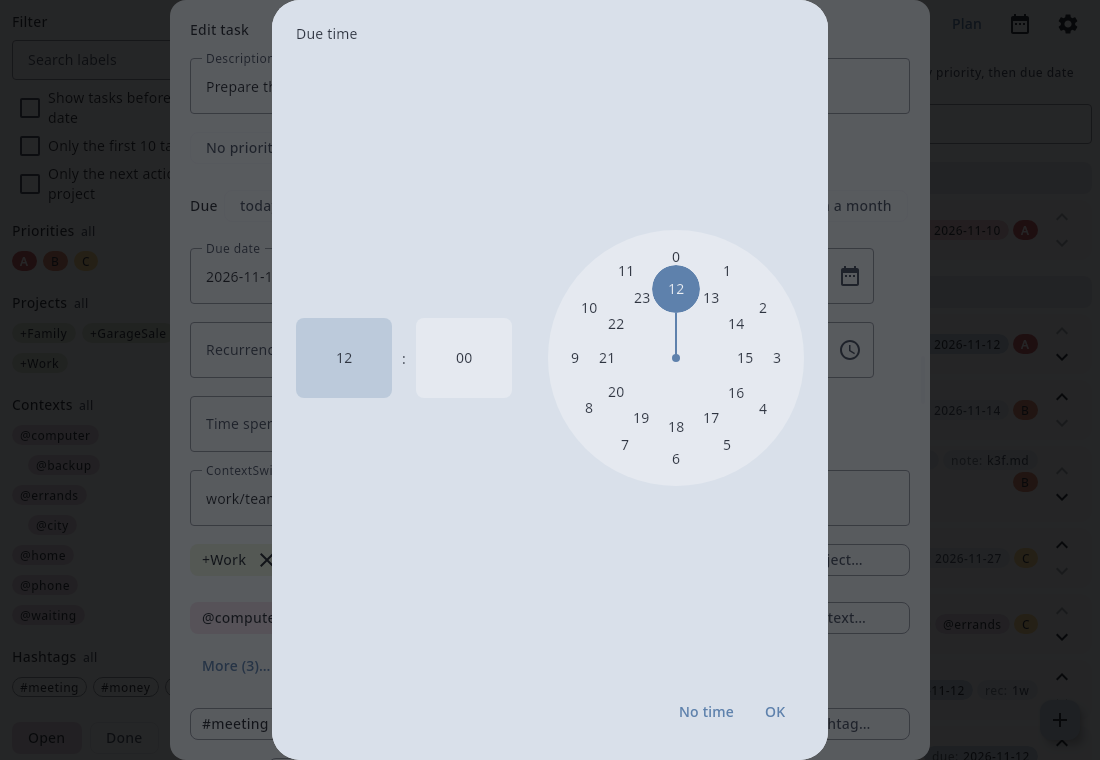 Filter
Search labels
Show tasks before
date
Only the first 10 ta
Only the next actio
project
Priorities all
A B C
Projects all
+Family +GarageSale
+Work
Contexts all
@computer
@backup
@errands
@city
@home
@phone
@waiting
Hashtags all
#meeting #money
Open Done
Edit task
Description
Prepare th
No priorit
Due toda
a month
Due date
2026-11-1
Recurrenc
Time spen
ContextSwi
work/tean
+Work
ject…
@compute
text…
More (3)…
#meeting
htag…
Due time
12 : 00
0
1
2
3
4
5
6
7
8
9
10
11
12
13
14
15
16
17
18
19
20
21
22
23
No time OK
Plan
priority, then due date
2026-11-10 A
2026-11-12 A
2026-11-14 B
note: k3f.md
B
2026-11-27 C
@errands C
11-12 rec: 1w
due: 2026-11-12